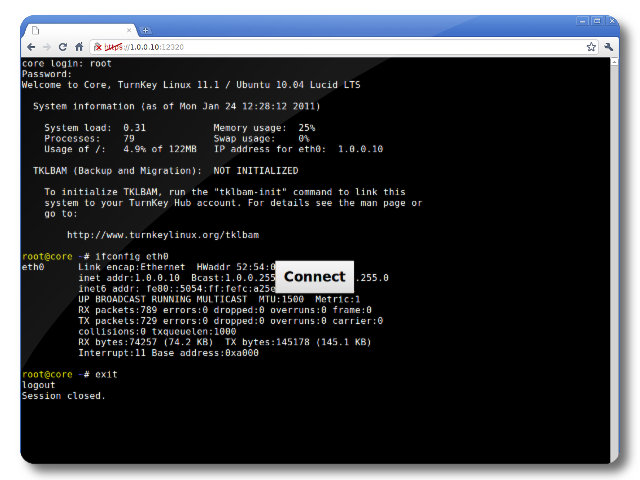 https://1.0.0.10:12320
core login: root
Password:
Welcome to Core, TurnKey Linux 11.1 / Ubuntu 10.04 Lucid LTS
System information (as of Mon Jan 24 12:28:12 2011)
System load: 0.31 Memory usage: 25%
Processes: 79 Swap usage: 0%
Usage of /: 4.9% of 122MB IP address for eth0: 1.0.0.10
TKLBAM (Backup and Migration): NOT INITIALIZED
To initialize TKLBAM, run the "tklbam-init" command to link this
system to your TurnKey Hub account. For details see the man page or
go to:
http://www.turnkeylinux.org/tklbam
root@core ~# ifconfig eth0
eth0 Link encap:Ethernet HWaddr 52:54:0
Connect
inet addr:1.0.0.10 Bcast:1.0.0.255 .255.0
inet6 addr: fe80::5054:ff:fefc:a25e
UP BROADCAST RUNNING MULTICAST MTU:1500 Metric:1
RX packets:789 errors:0 dropped:0 overruns:0 frame:0
TX packets:729 errors:0 dropped:0 overruns:0 carrier:0
collisions:0 txqueuelen:1000
RX bytes:74257 (74.2 KB) TX bytes:145178 (145.1 KB)
Interrupt:11 Base address:0xa000
root@core ~# exit
logout
Session closed.